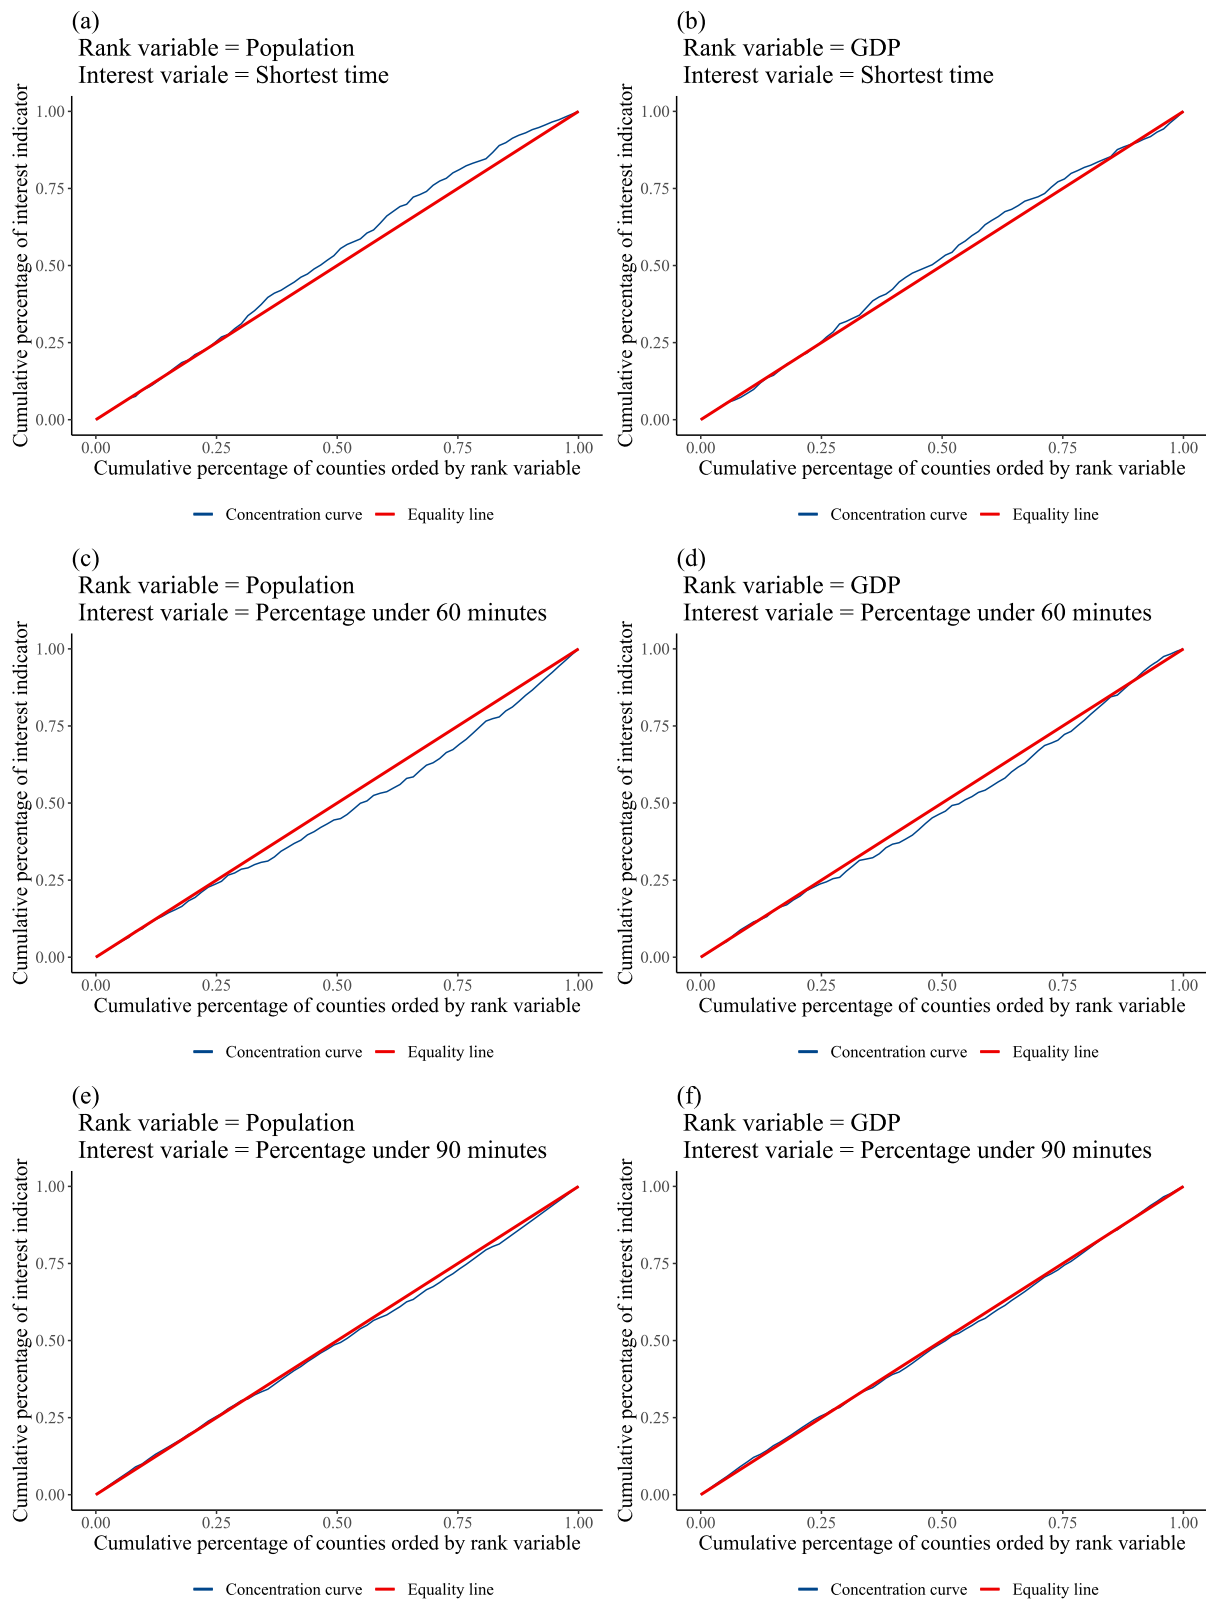 (a)
Rank variable = Population
Interest variale = Shortest time
Cumulative percentage of interest indicator
1.00
0.75
0.50
0.25
0.00
0.00 0.25 0.50 0.75 1.00
Cumulative percentage of counties orded by rank variable
Concentration curve Equality line
(b)
Rank variable = GDP
Interest variale = Shortest time
Cumulative percentage of interest indicator
1.00
0.75
0.50
0.25
0.00
0.00 0.25 0.50 0.75 1.00
Cumulative percentage of counties orded by rank variable
Concentration curve Equality line
(c)
Rank variable = Population
Interest variale = Percentage under 60 minutes
Cumulative percentage of interest indicator
1.00
0.75
0.50
0.25
0.00
0.00 0.25 0.50 0.75 1.00
Cumulative percentage of counties orded by rank variable
Concentration curve Equality line
(d)
Rank variable = GDP
Interest variale = Percentage under 60 minutes
Cumulative percentage of interest indicator
1.00
0.75
0.50
0.25
0.00
0.00 0.25 0.50 0.75 1.00
Cumulative percentage of counties orded by rank variable
Concentration curve Equality line
(e)
Rank variable = Population
Interest variale = Percentage under 90 minutes
Cumulative percentage of interest indicator
1.00
0.75
0.50
0.25
0.00
0.00 0.25 0.50 0.75 1.00
Cumulative percentage of counties orded by rank variable
Concentration curve Equality line
(f)
Rank variable = GDP
Interest variale = Percentage under 90 minutes
Cumulative percentage of interest indicator
1.00
0.75
0.50
0.25
0.00
0.00 0.25 0.50 0.75 1.00
Cumulative percentage of counties orded by rank variable
Concentration curve Equality line